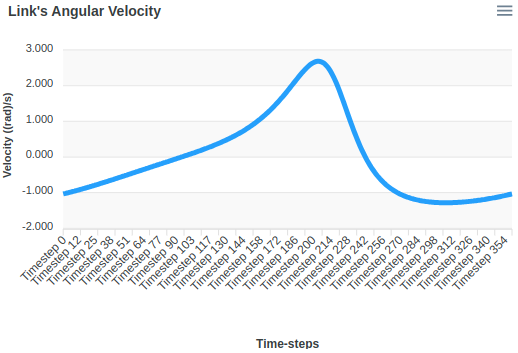 Link's Angular Velocity
3.000
2.000
1.000
0.000
-1.000
-2.000
Velocity ((rad)/s)
Timestep 0
Timestep 12
Timestep 25
Timestep 38
Timestep 51
Timestep 64
Timestep 77
Timestep 90
Timestep 103
Timestep 117
Timestep 130
Timestep 144
Timestep 158
Timestep 172
Timestep 186
Timestep 200
Timestep 214
Timestep 228
Timestep 242
Timestep 256
Timestep 270
Timestep 284
Timestep 298
Timestep 312
Timestep 326
Timestep 340
Timestep 354
Time-steps